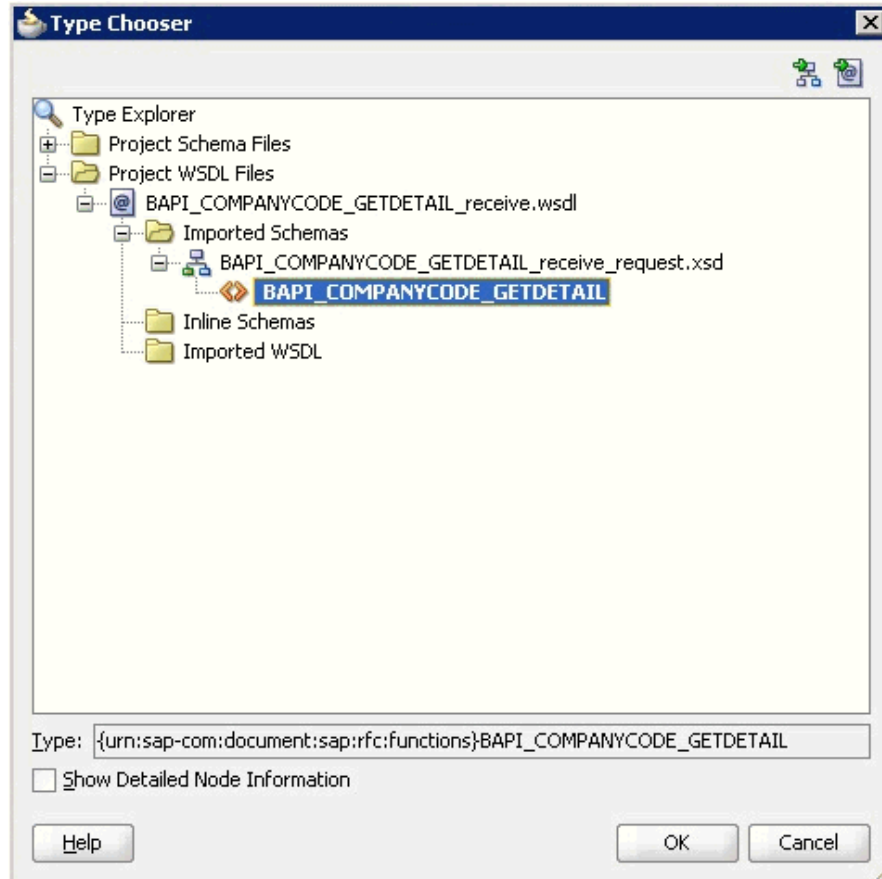 Type Chooser
Type Explorer
Project Schema Files
Project WSDL Files
BAPI_COMPANYCODE_GETDETAIL_receive.wsdl
Imported Schemas
BAPI_COMPANYCODE_GETDETAIL_receive_request.xsd
BAPI_COMPANYCODE_GETDETAIL
Inline Schemas
Imported WSDL
Type: {urn:sap-com:document:sap:rfc:functions}BAPI_COMPANYCODE_GETDETAIL
Show Detailed Node Information
Help OK Cancel